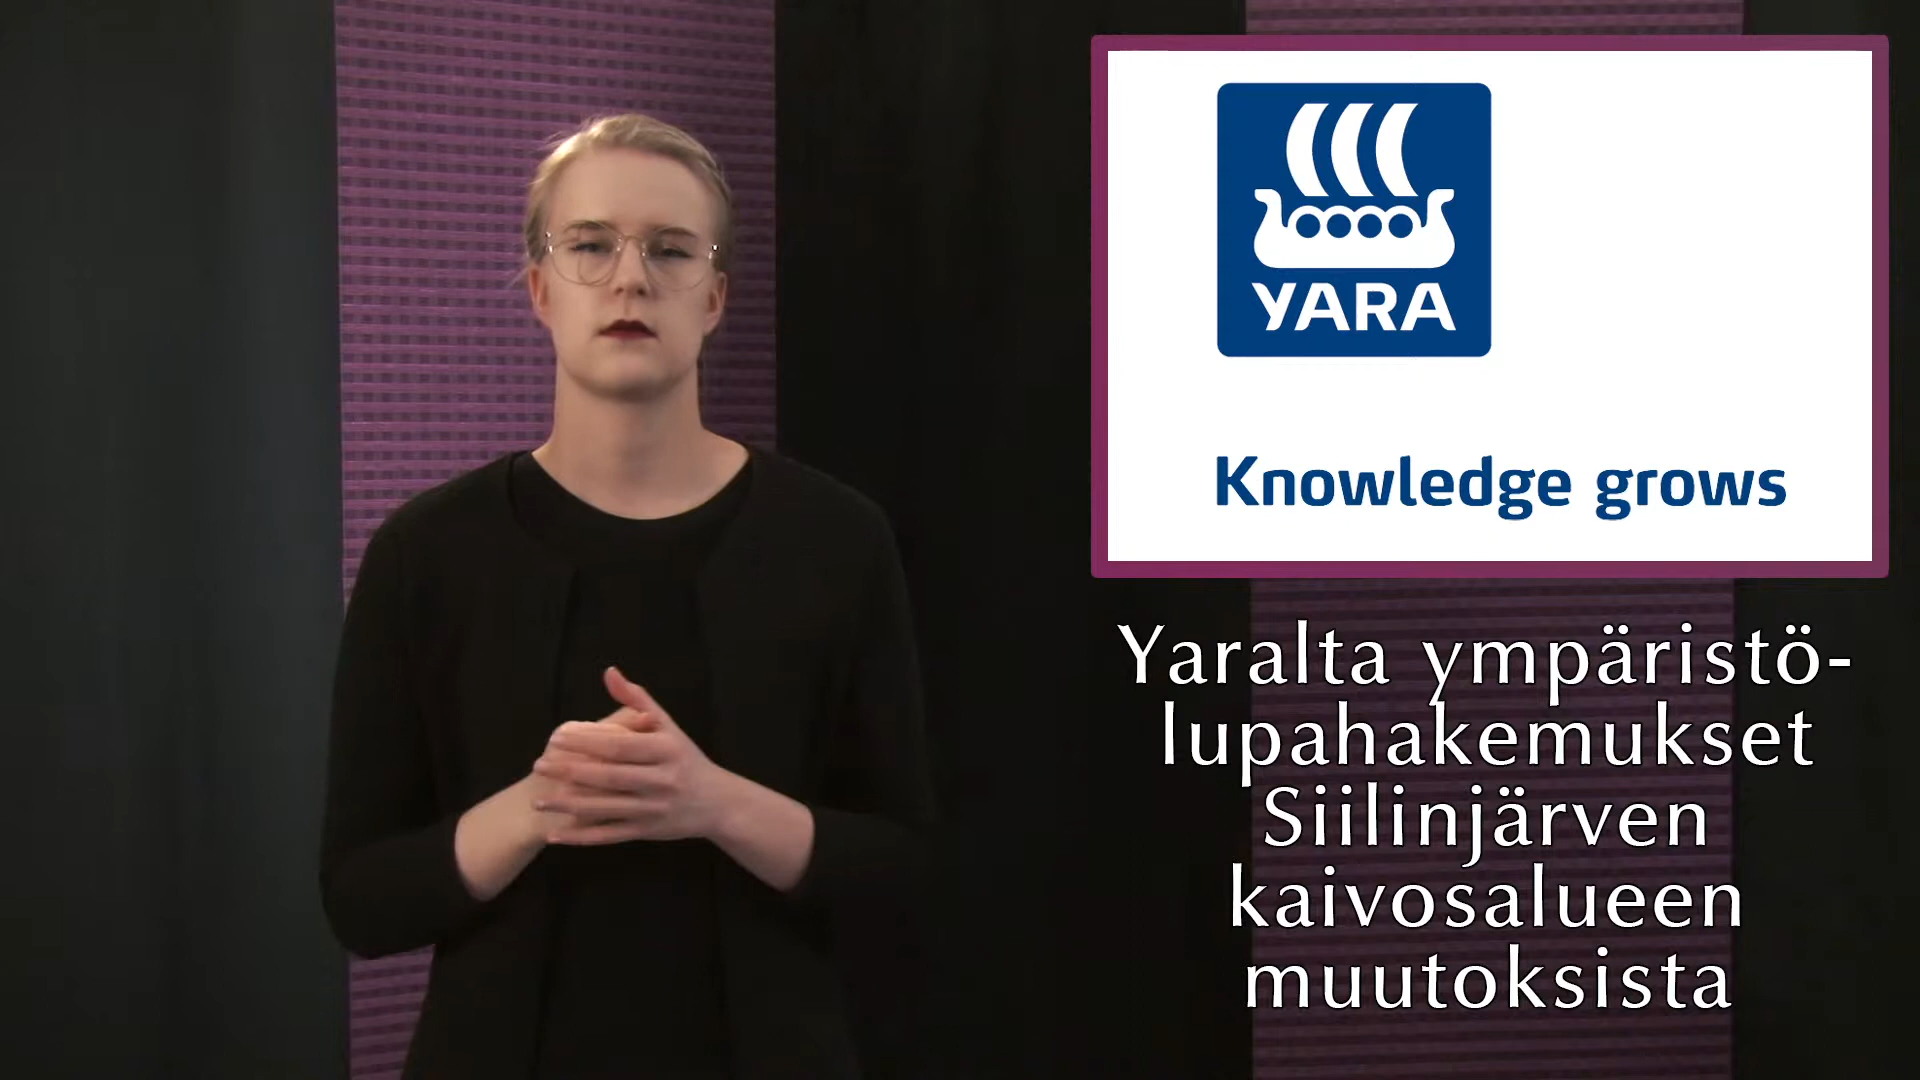 YARA
Knowledge grows
Yaralta ympäristö-
lupahakemukset
Siilinjärven
kaivosalueen
muutoksista